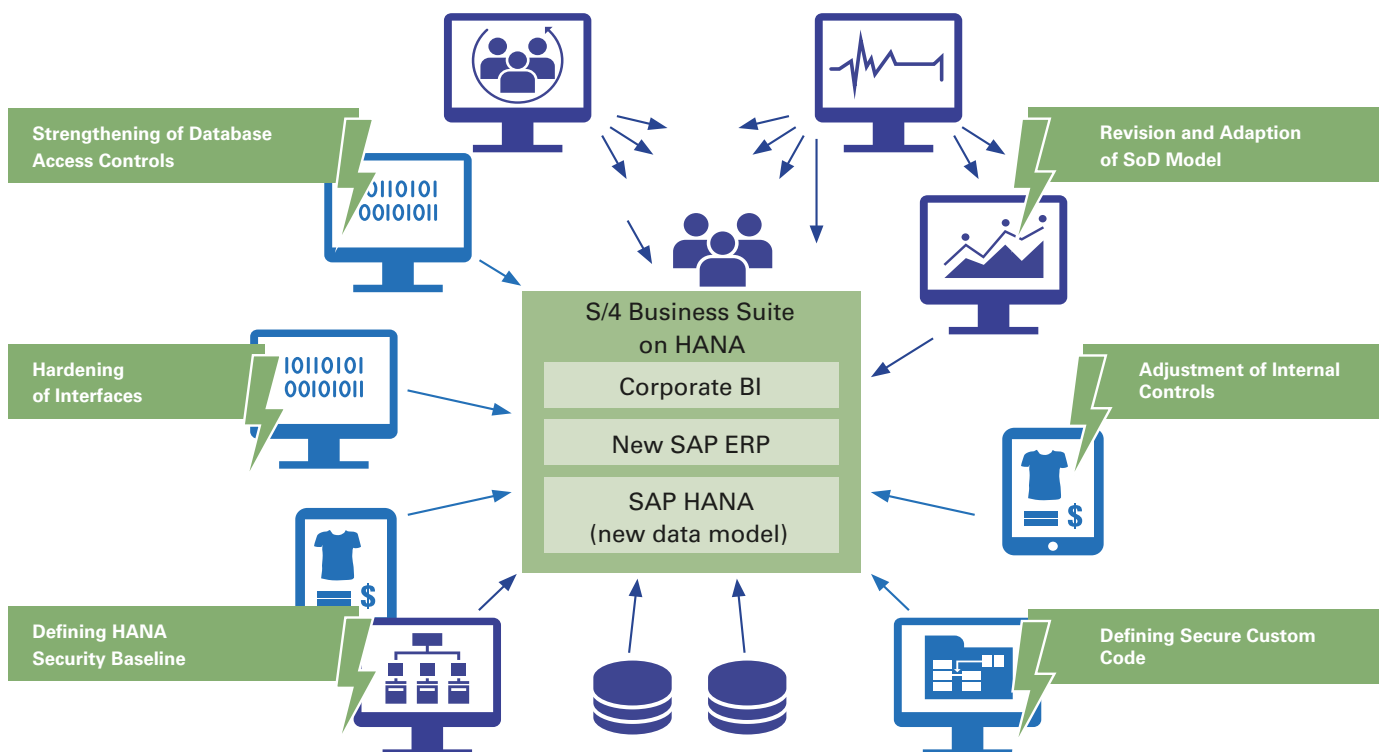 Strengthening of Database
Access Controls
Revision and Adaption
of SoD Model
10110101
00101011
S/4 Business Suite
on HANA
Corporate BI
New SAP ERP
SAP HANA
(new data model)
Hardening
of Interfaces
10110101
00101011
Adjustment of Internal
Controls
$
$
Defining HANA
Security Baseline
Defining Secure Custom
Code